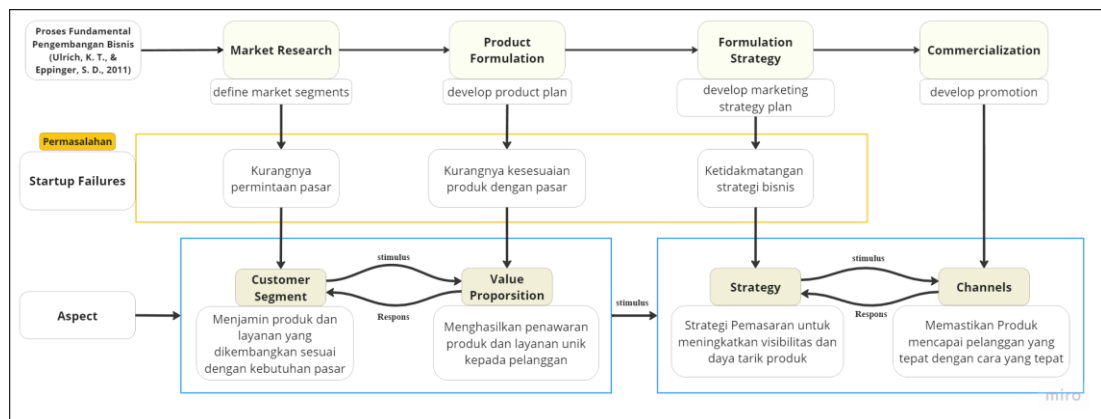 Proses Fundamental
Pengembangan Bisnis
(Ulrich, K. T., &
Eppinger, S. D., 2011)
Market Research
Product
Formulation
Formulation
Strategy
Commercialization
define market segments
develop product plan
develop marketing
strategy plan
develop promotion
Permasalahan
Startup Failures
Kurangnya
permintaan pasar
Kurangnya kesesuaian
produk dengan pasar
Ketidakmatangan
strategi bisnis
Aspect
Customer
Segment
stimulus
Respons
Value
Proporsition
Menjamin produk dan
layanan yang
dikembangkan sesuai
dengan kebutuhan pasar
Menghasilkan penawaran
produk dan layanan unik
kepada pelanggan
stimulus
Strategy
stimulus
Respons
Channels
Strategi Pemasaran untuk
meningkatkan visibilitas dan
daya tarik produk
Memastikan Produk
mencapai pelanggan yang
tepat dengan cara yang tepat
miro